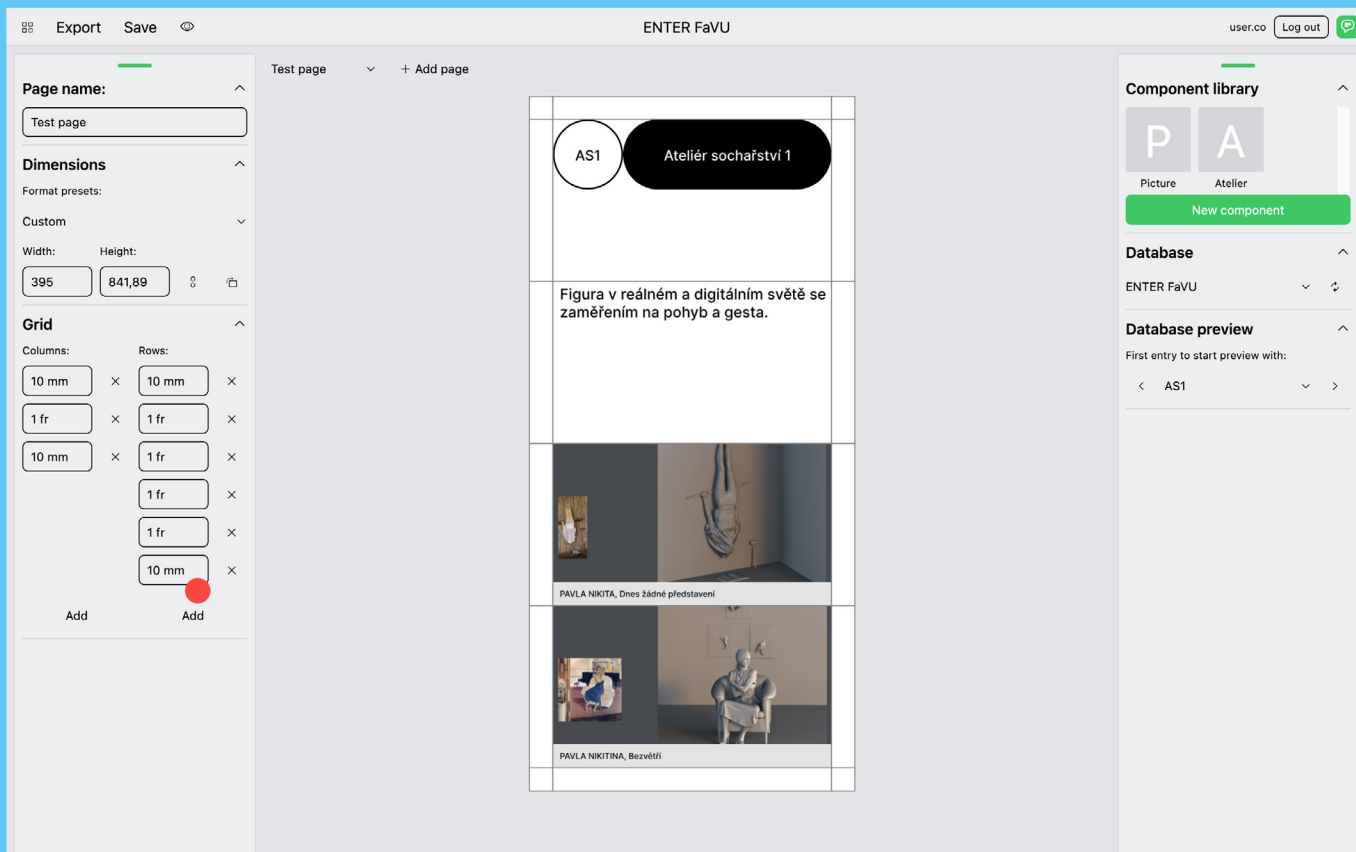 Export Save ENTER FaVU user.co Log out
Test page + Add page
Page name:
Test page
Dimensions
Format presets:
Custom
Width: Height:
395 841,89
Grid
Columns: Rows:
10 mm 10 mm
1 fr 1 fr
10 mm 1 fr
1 fr
1 fr
10 mm
Add Add
AS1 Ateliér sochařství 1
Figura v reálném a digitálním světě se
zaměřením na pohyb a gesta.
PAVLA NIKITA, Dnes žádné představení
PAVLA NIKITINA, Bezvětří
Component library
P A
Picture Atelier
New component
Database
ENTER FaVU
Database preview
First entry to start preview with:
AS1